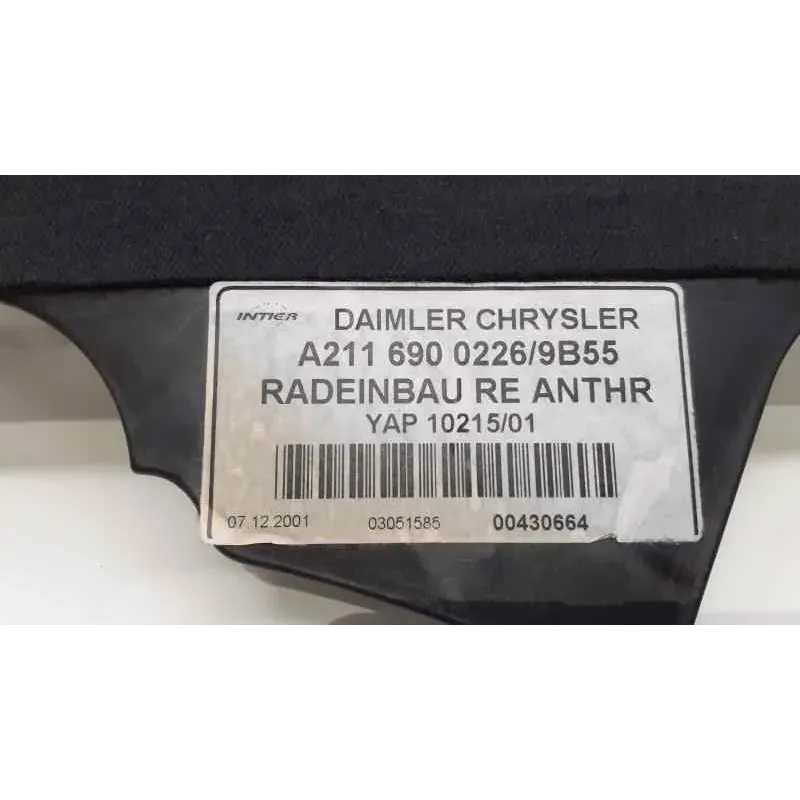 INTIER DAIMLER CHRYSLER
A211 690 0226/9B55
RADEINBAU RE ANTHR
YAP 10215/01
07.12.2001 03051585 00430664